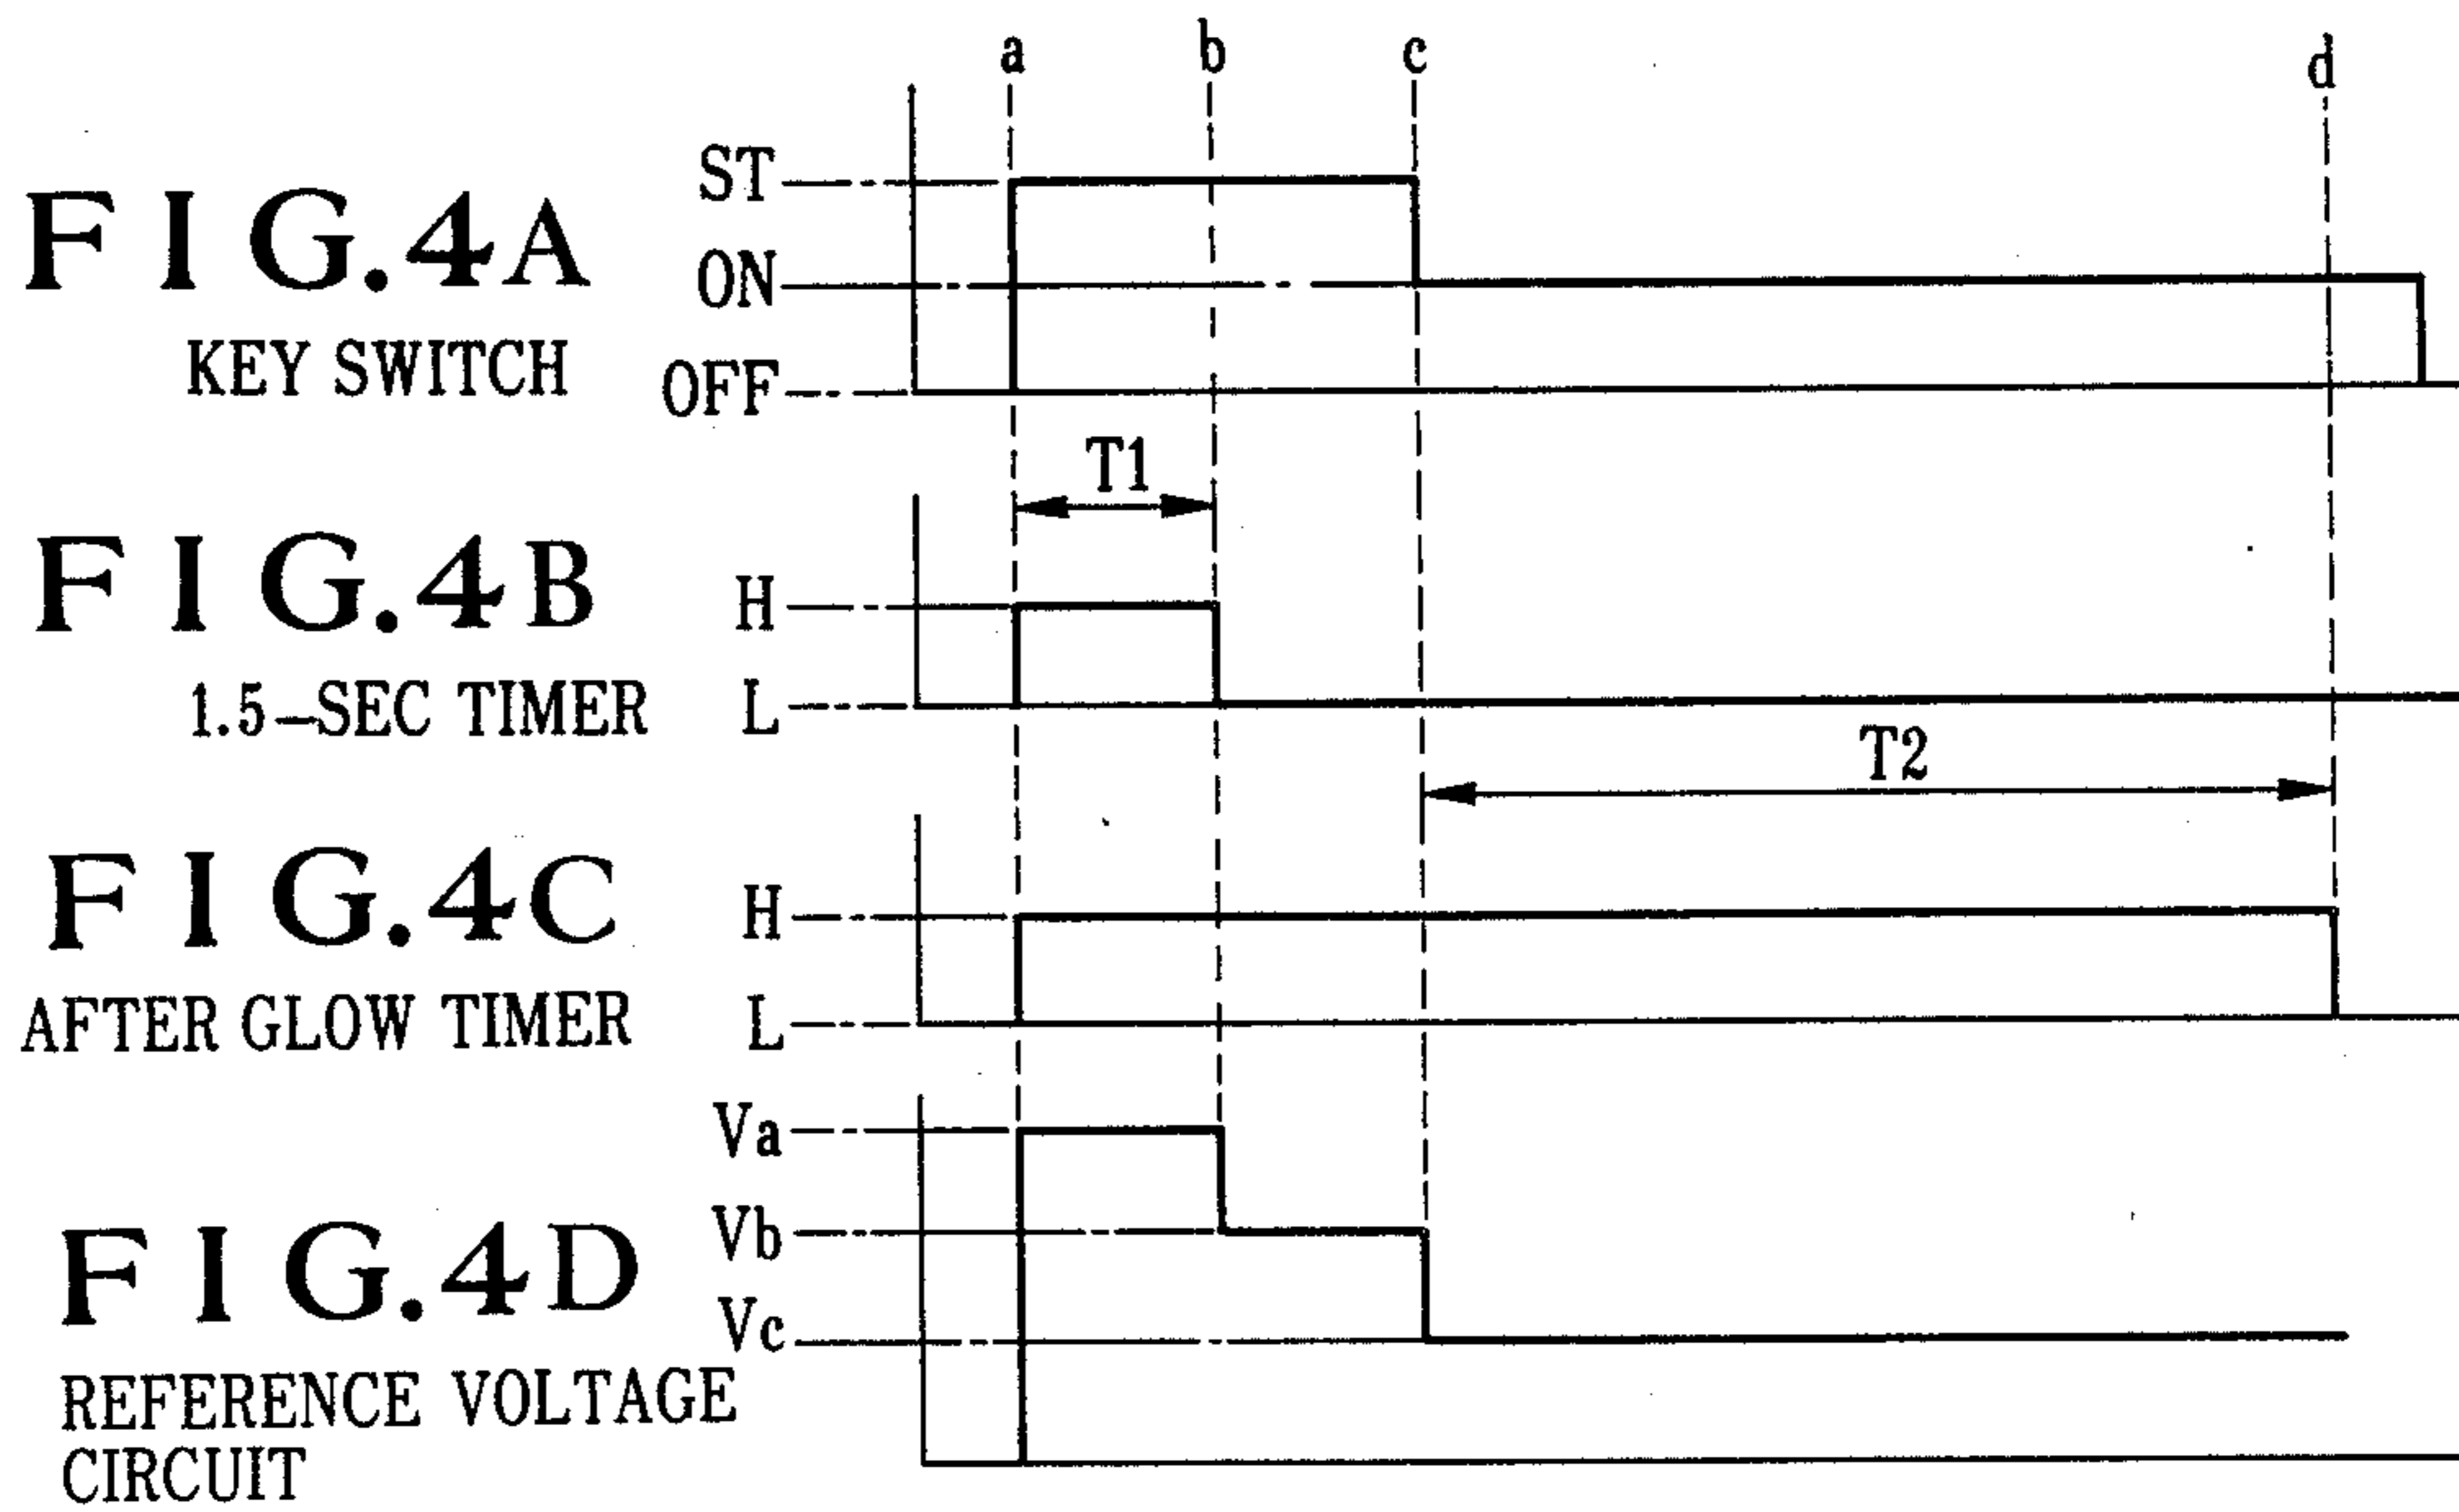 a b c d
FIG.4A
KEY SWITCH
ST
ON
OFF
T1
FIG.4B
1.5-SEC TIMER
H
L
T2
FIG.4C
AFTER GLOW TIMER
H
L
FIG.4D
REFERENCE VOLTAGE
CIRCUIT
Va
Vb
Vc